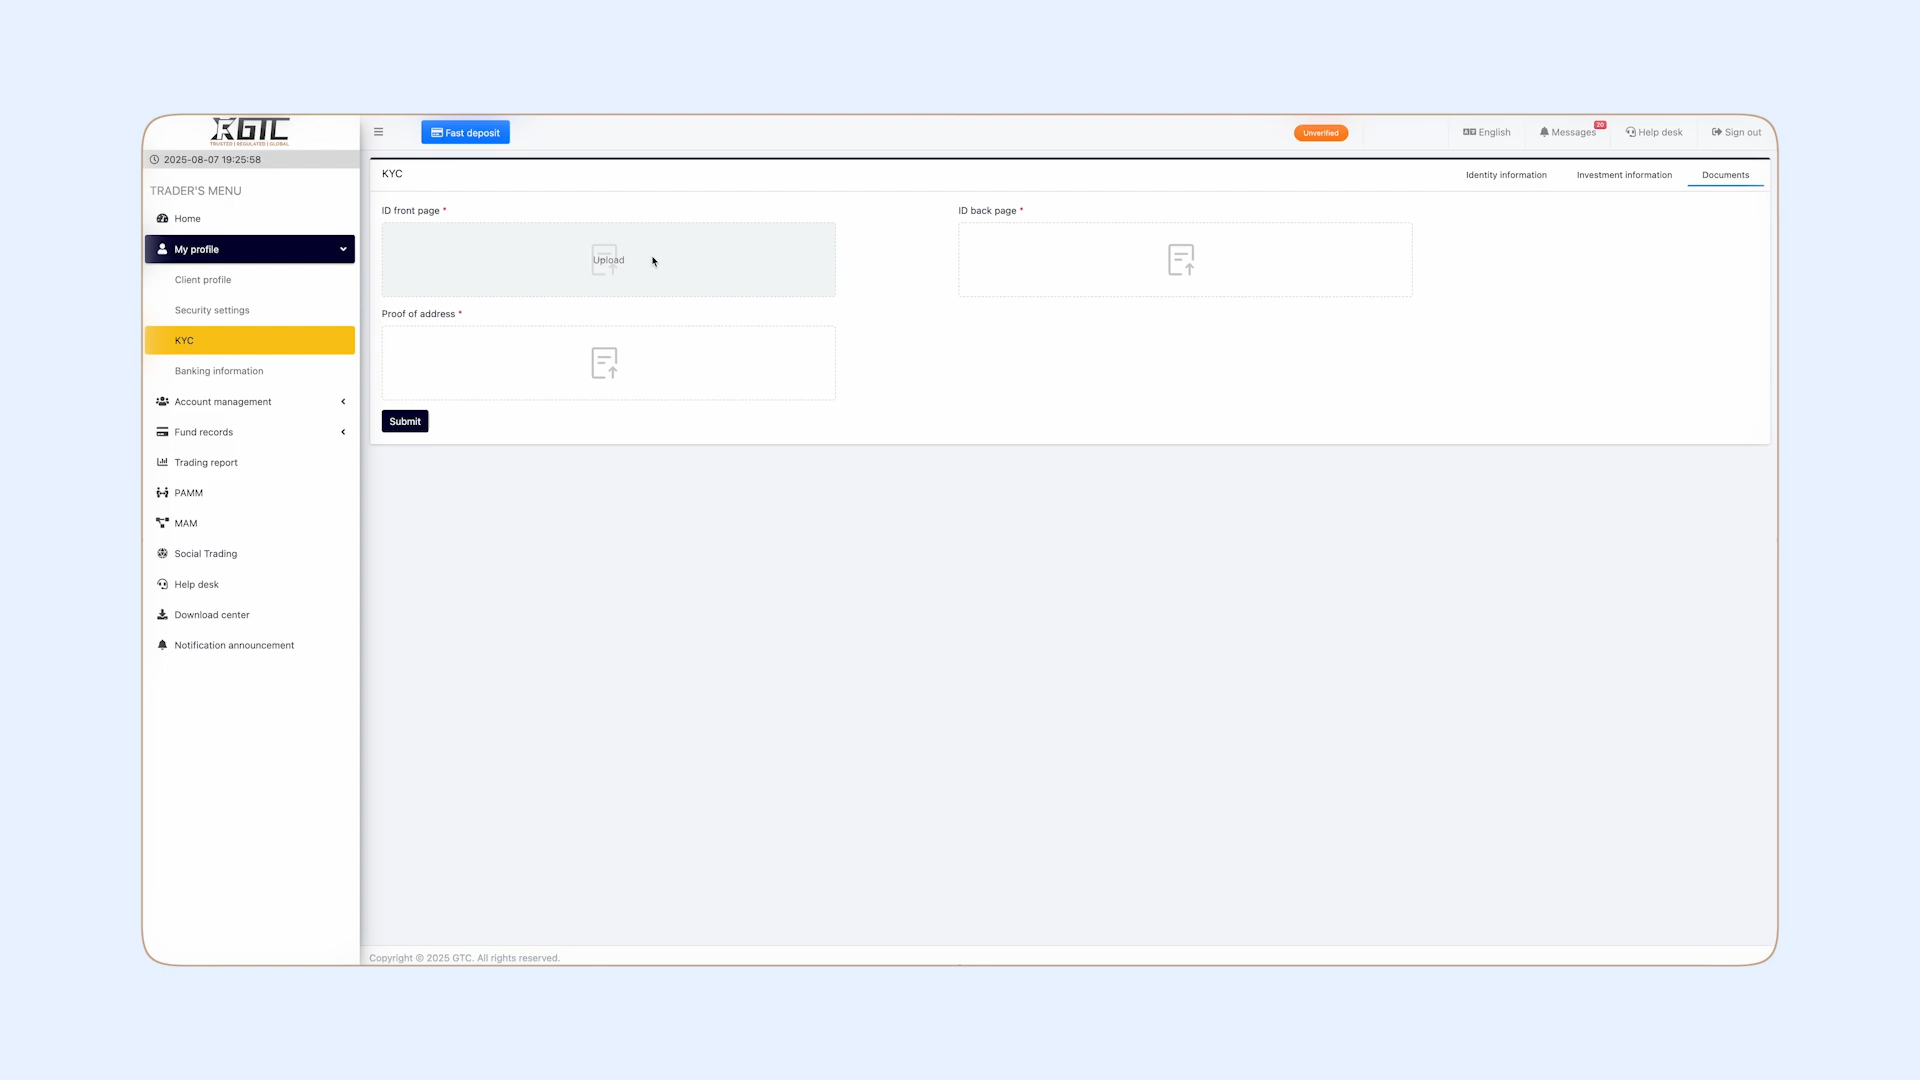 GTC
TRUSTED | REGULATED | GLOBAL
Fast deposit
Unverified
English
Messages
20
Help desk
Sign out
2025-08-07 19:25:58
TRADER'S MENU
Home
My profile
Client profile
Security settings
KYC
Banking information
Account management
Fund records
Trading report
PAMM
MAM
Social Trading
Help desk
Download center
Notification announcement
KYC
Identity information
Investment information
Documents
ID front page *
ID back page *
Upload
Proof of address *
Submit
Copyright © 2025 GTC. All rights reserved.